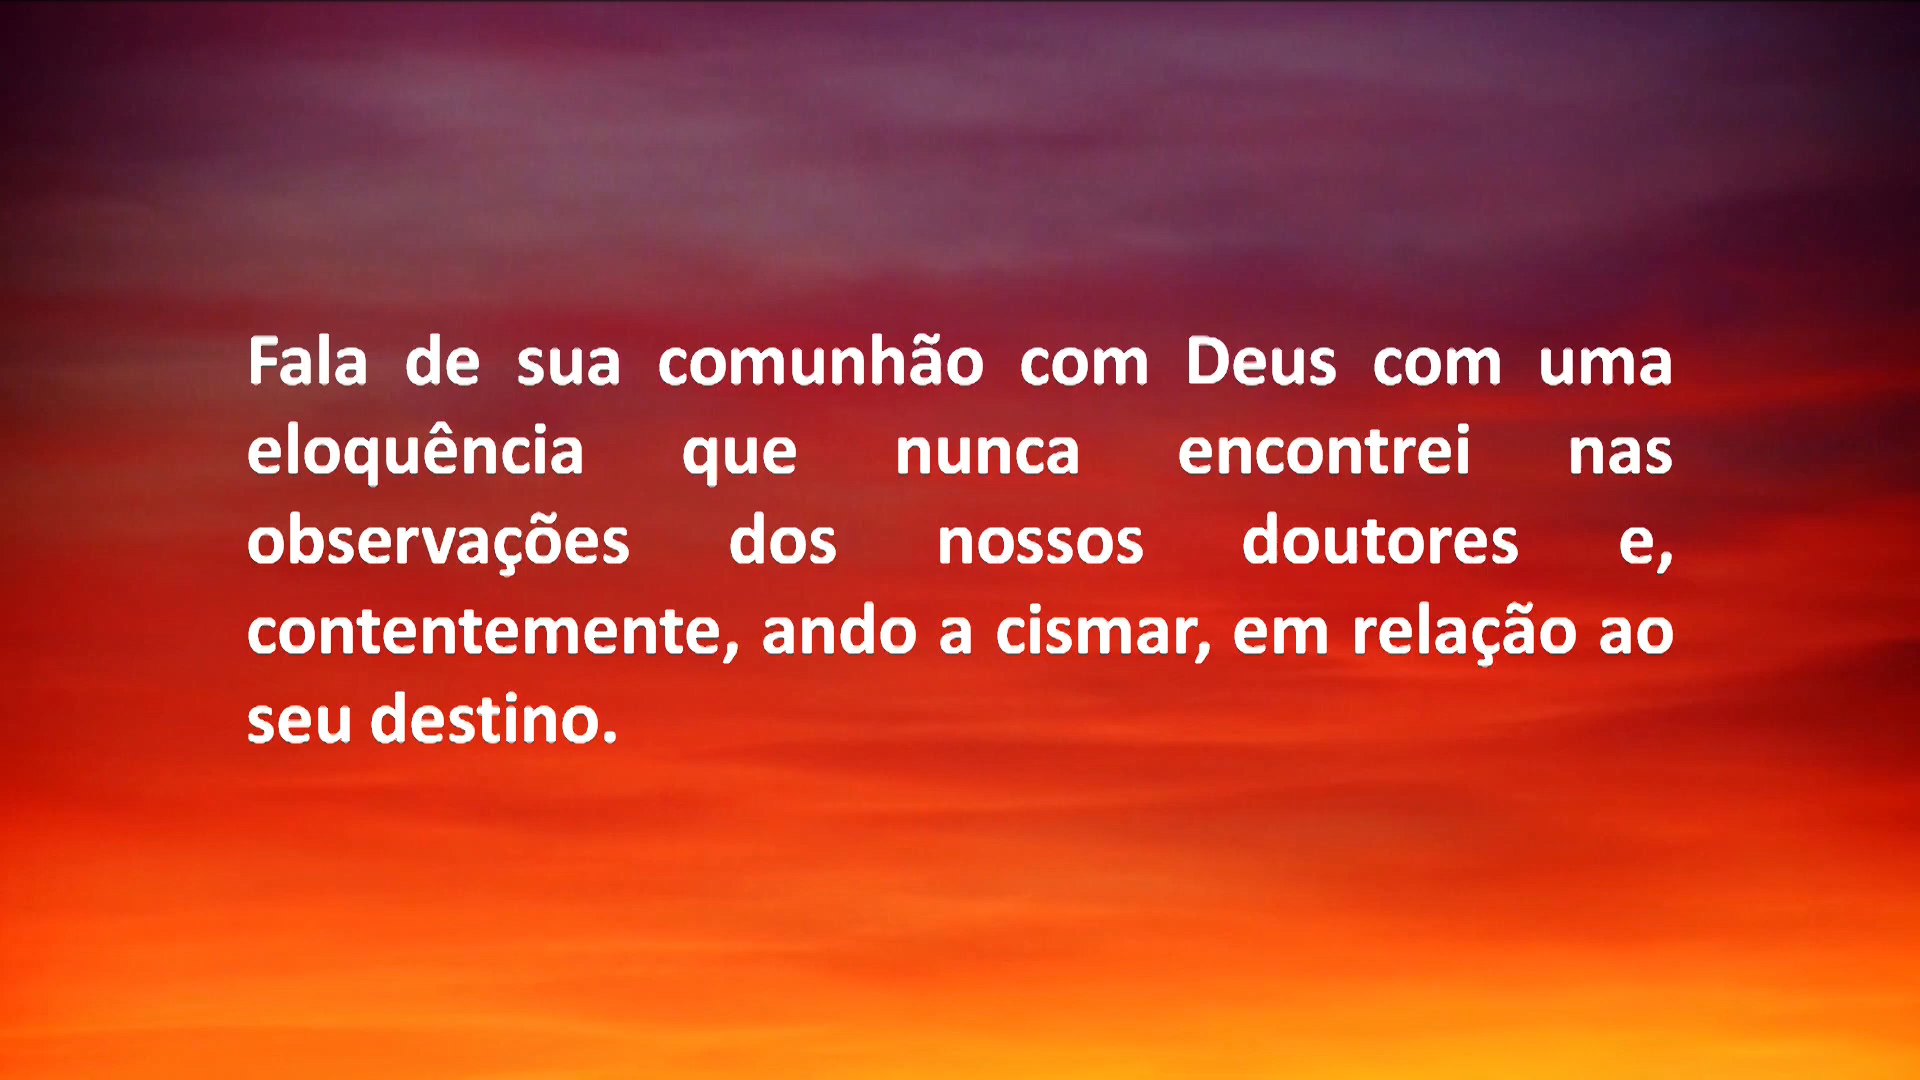 Fala de sua comunhão com Deus com uma
eloquência que nunca encontrei nas
observações dos nossos doutores e,
contentemente, ando a cismar, em relação ao
seu destino.